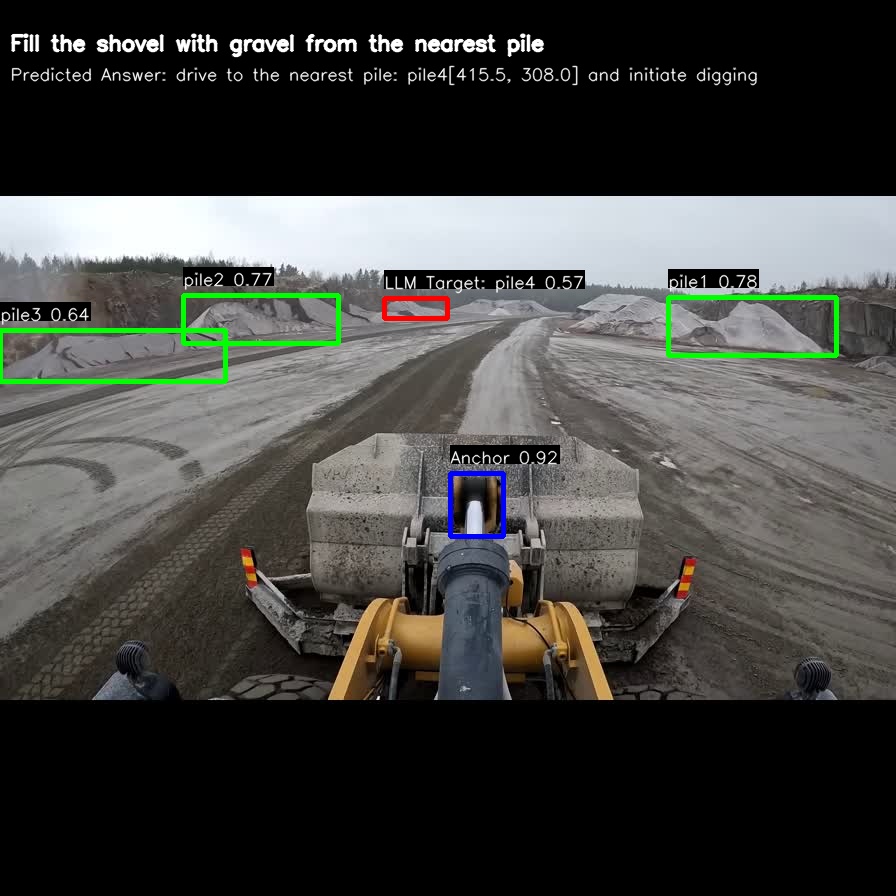 Fill the shovel with gravel from the nearest pile
Predicted Answer: drive to the nearest pile: pile4[415.5, 308.0] and initiate digging
pile2 0.77
LLM Target: pile4 0.57
pile1 0.78
pile3 0.64
Anchor 0.92